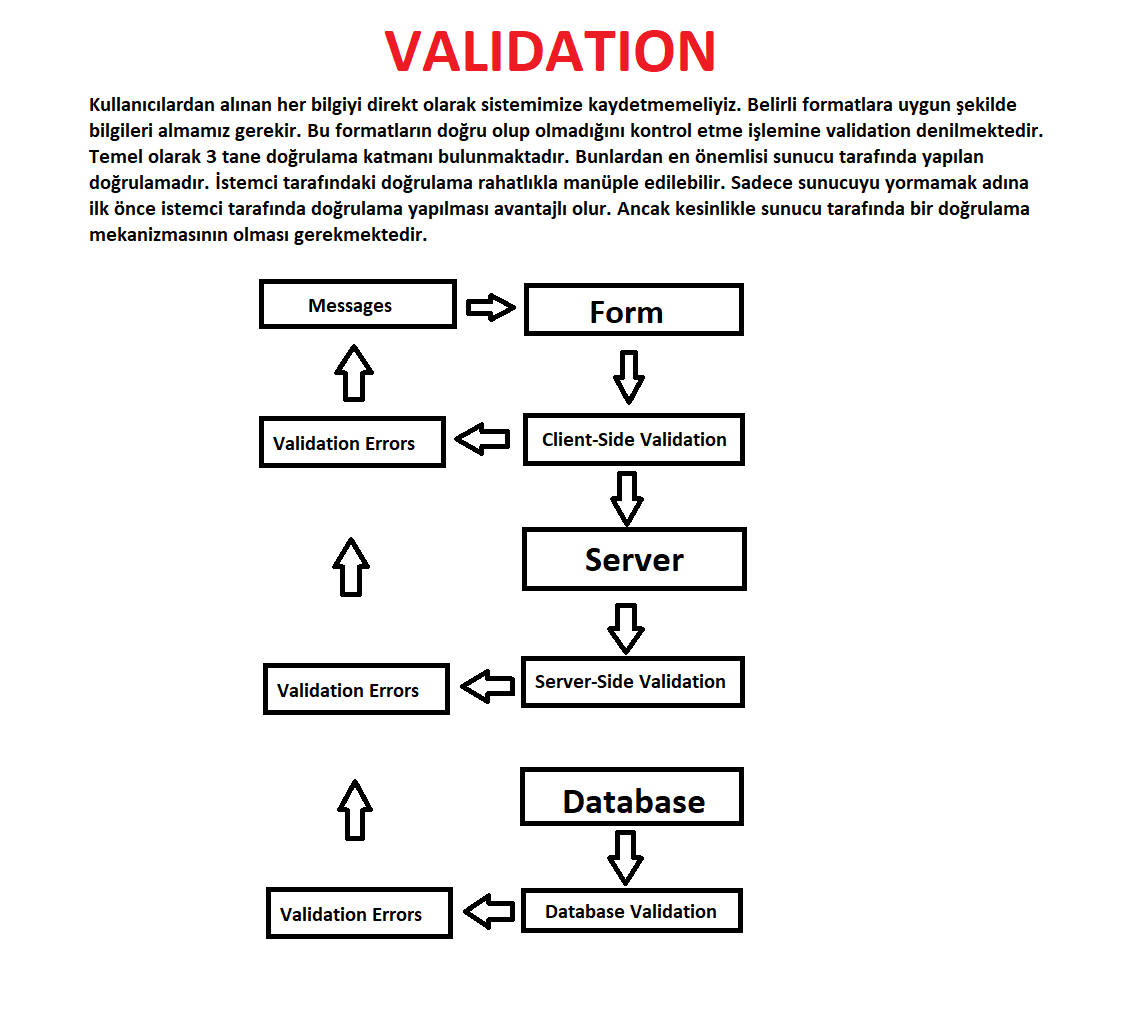 VALIDATION
Kullanıcılardan alınan her bilgiyi direkt olarak sistemimize kaydetmemeliyiz. Belirli formatlara uygun şekilde
bilgileri almamız gerekir. Bu formatların doğru olup olmadığını kontrol etme işlemine validation denilmektedir.
Temel olarak 3 tane doğrulama katmanı bulunmaktadır. Bunlardan en önemlisi sunucu tarafında yapılan
doğrulamadır. İstemci tarafındaki doğrulama rahatlıkla manüple edilebilir. Sadece sunucuyu yormamak adına
ilk önce istemci tarafında doğrulama yapılması avantajlı olur. Ancak kesinlikle sunucu tarafında bir doğrulama
mekanizmasının olması gerekmektedir.
Messages
Form
Validation Errors
Client-Side Validation
Server
Validation Errors
Server-Side Validation
Database
Validation Errors
Database Validation